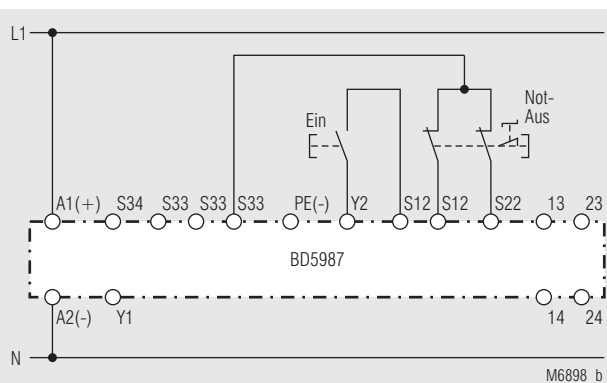 L1
Not-
Aus
Ein
A1(+) S34 S33 S33 S33 PE(-) Y2 S12 S12 S22 13 23
BD5987
A2(-) Y1 14 24
N
M6898_b